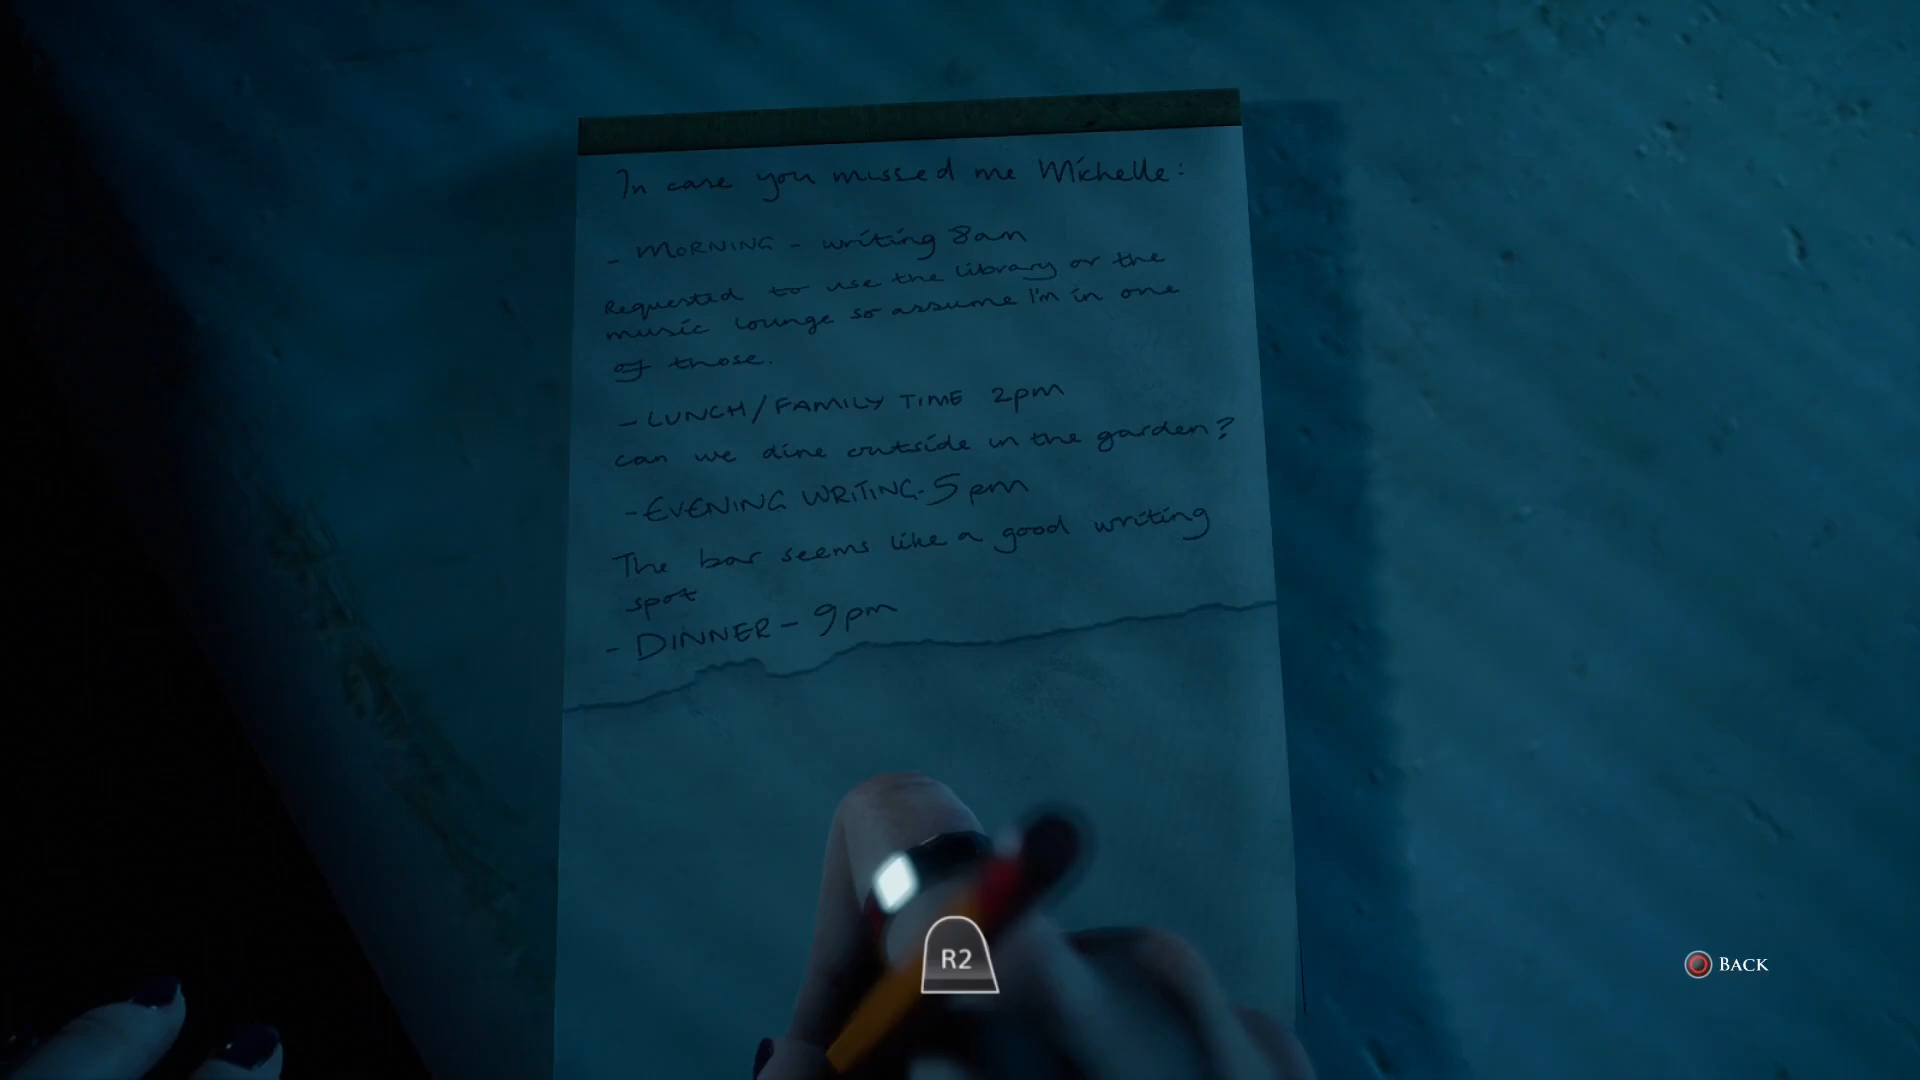 In case you missed me Michelle:
- MORNING - writing 8am
Requested to use the library or the
music lounge so assume I'm in one
of those.
- LUNCH/FAMILY TIME 2pm
can we dine outside in the garden?
- EVENING WRITING - 5pm
The bar seems like a good writing
spot
- DINNER - 9pm
R2
BACK